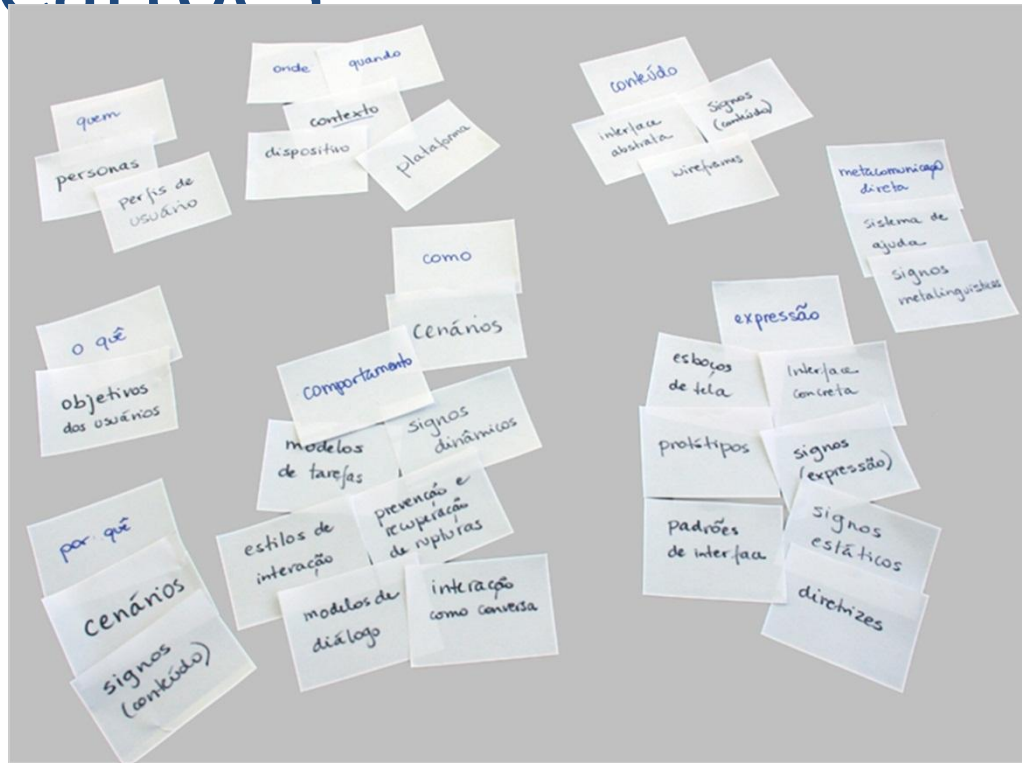 quem
personas
perfis de
usuário
onde
quando
contexto
dispositivo
plataforma
conteúdo
interface
abstrata
signos
(conteúdo)
wireframes
metacomunicação
direta
sistema de
ajuda
signos
metalinguísticos
o quê
objetivos
dos usuários
como
cenários
comportamento
modelos
de tarefas
signos
dinâmicos
estilos de
interação
prevenção e
recuperação
de rupturas
modelos de
diálogo
interação
como conversa
expressão
esboços
de tela
interface
concreta
protótipos
signos
(expressão)
padrões
de interface
signos
estáticos
diretrizes
por quê
cenários
signos
(conteúdo)